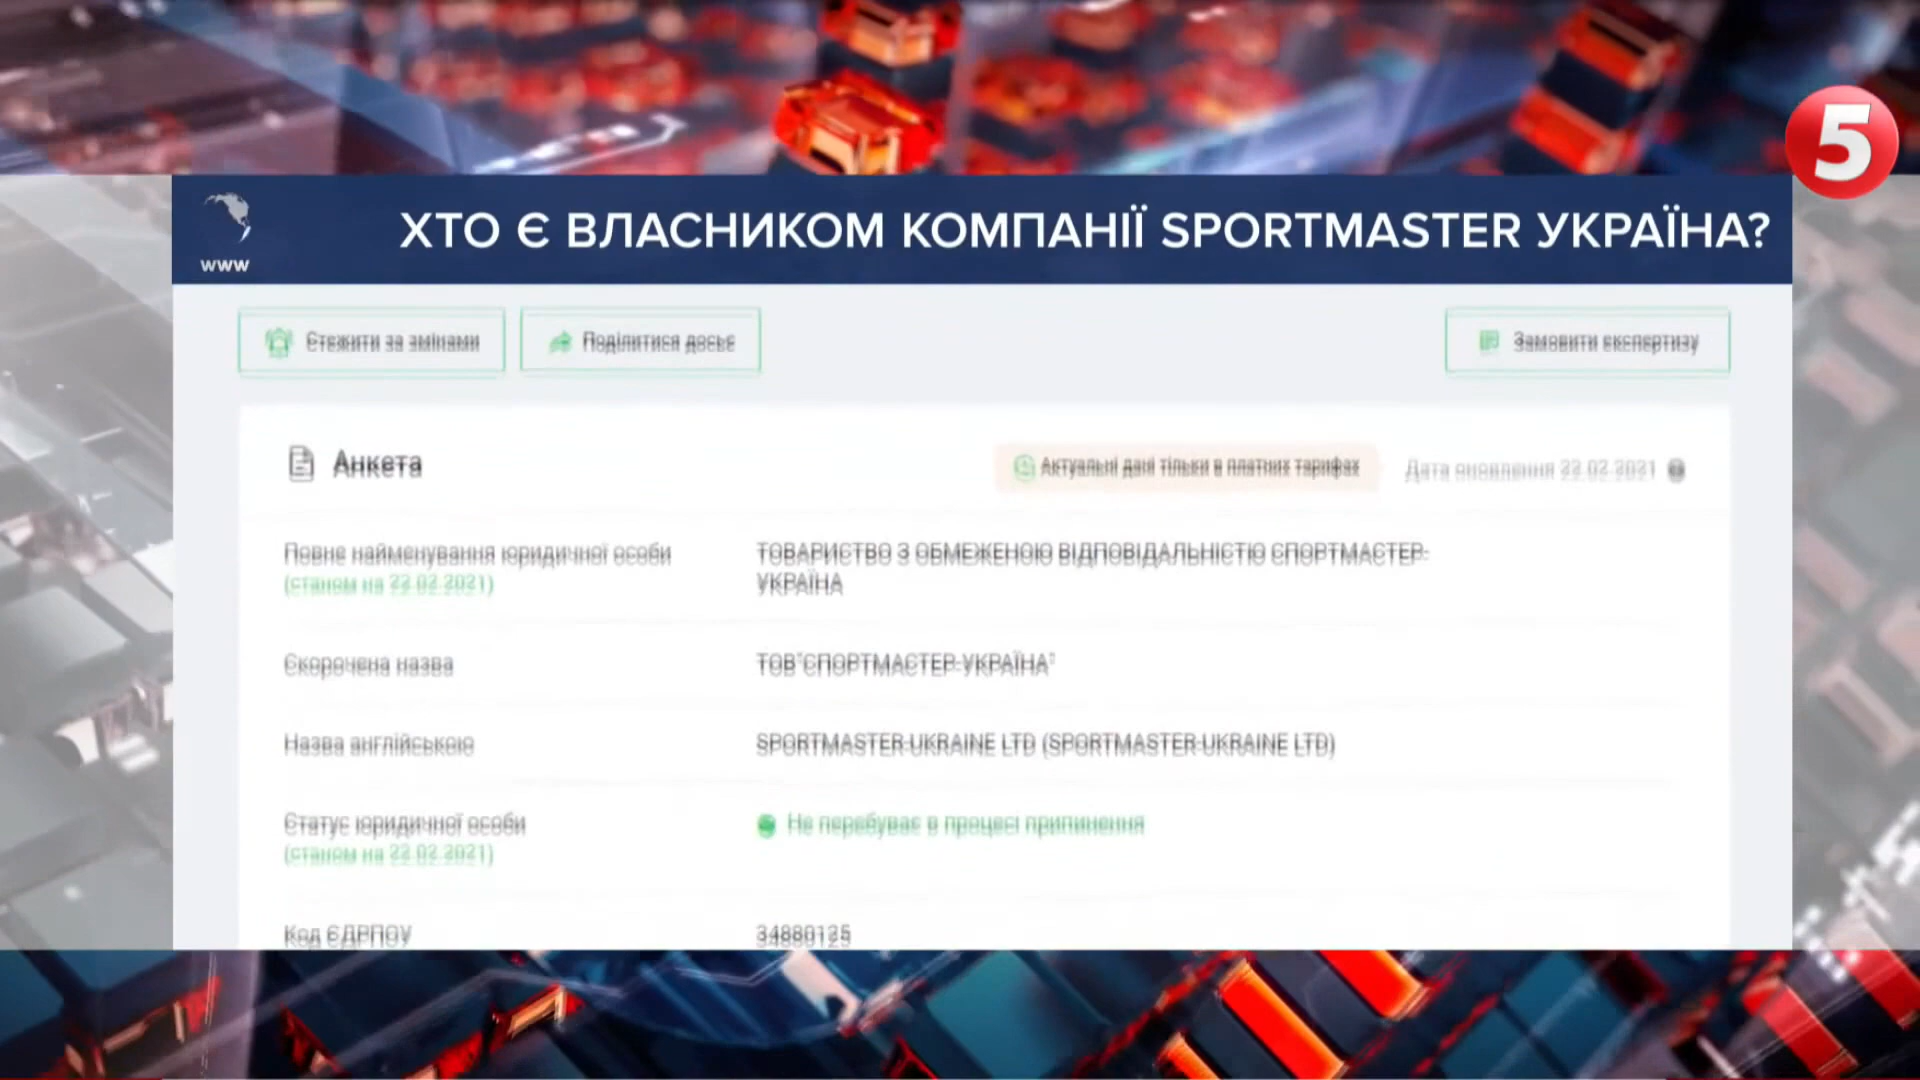 5
ХТО Є ВЛАСНИКОМ КОМПАНІЇ SPORTMASTER УКРАЇНА?
www
Стежити за змінами
Поділитися досьє
Замовити експертизу
Анкета
Актуальні дані тільки в платних тарифах
Дата оновлення 22.02.2021
Повне найменування юридичної особи
(станом на 22.02.2021)
ТОВАРИСТВО З ОБМЕЖЕНОЮ ВІДПОВІДАЛЬНІСТЮ СПОРТМАСТЕР-
УКРАЇНА
Скорочена назва
ТОВ"СПОРТМАСТЕР-УКРАЇНА"
Назва англійською
SPORTMASTER-UKRAINE LTD (SPORTMASTER-UKRAINE LTD)
Статус юридичної особи
(станом на 22.02.2021)
Не перебуває в процесі припинення
Код ЄДРПОУ
34880125